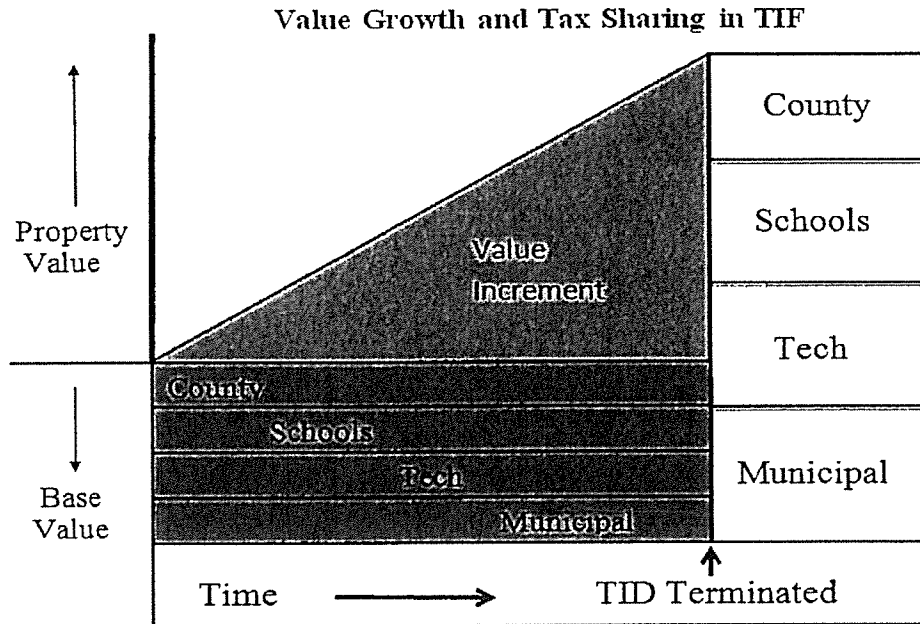 Value Growth and Tax Sharing in TIF
Property
Value
Base
Value
Value
Increment
County
Schools
Tech
Municipal
County
Schools
Tech
Municipal
Time
TID Terminated